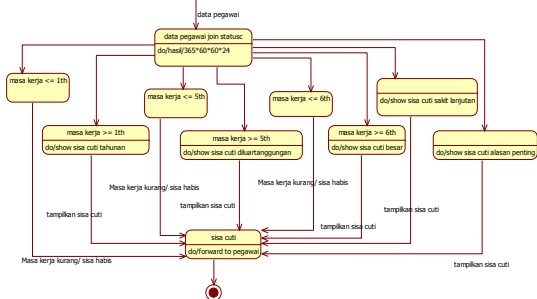 data pegawai
data pegawai join statusc
do/hasil/365*60*60*24
masa kerja <= 1th
masa kerja <= 5th
masa kerja <= 6th
do/show sisa cuti sakit lanjutan
masa kerja >= 1th
do/show sisa cuti tahunan
masa kerja >= 5th
do/show sisa cuti diluartanggungan
masa kerja >= 6th
do/show sisa cuti besar
do/show sisa cuti alasan penting
Masa kerja kurang/ sisa habis
Masa kerja kurang/ sisa habis
tampilkan sisa cuti
tampilkan sisa cuti
tampilkan sisa cuti
tampilkan sisa cuti
sisa cuti
do/forward to pegawai
Masa kerja kurang/ sisa habis
tampilkan sisa cuti